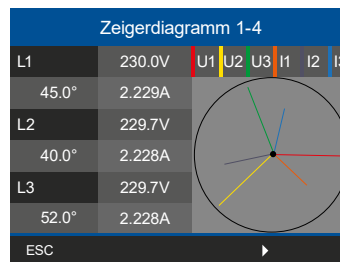 Zeigerdiagramm 1-4
L1 230.0V U1 U2 U3 I1 I2 I3
45.0° 2.229A
L2 229.7V
40.0° 2.228A
L3 229.7V
52.0° 2.228A
ESC